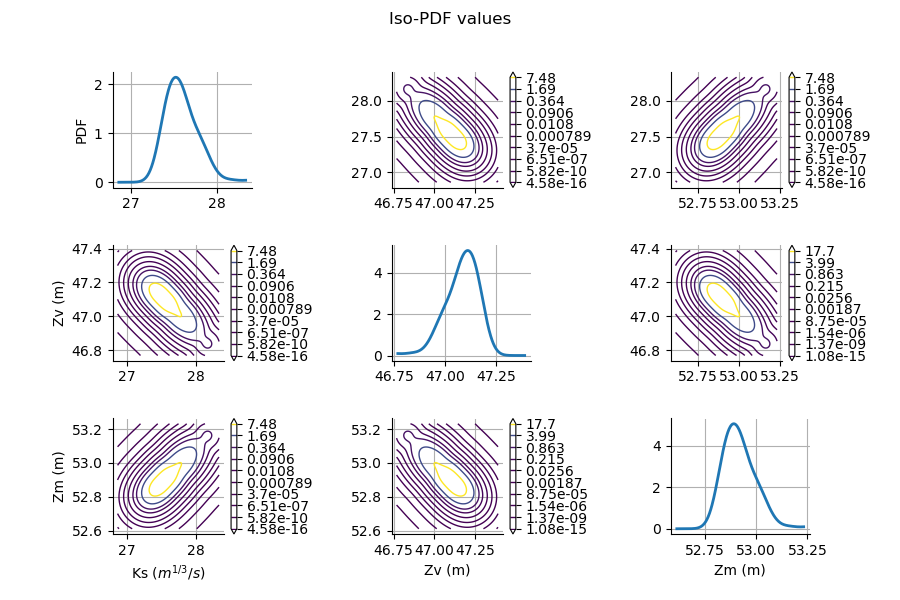 Iso-PDF values
PDF
2
1
0
27 28
28.0
27.5
27.0
46.75 47.00 47.25
7.48
1.69
0.364
0.0906
0.0108
0.000789
3.7e-05
6.51e-07
5.82e-10
4.58e-16
28.0
27.5
27.0
52.75 53.00 53.25
7.48
1.69
0.364
0.0906
0.0108
0.000789
3.7e-05
6.51e-07
5.82e-10
4.58e-16
Zv (m)
47.4
47.2
47.0
46.8
27 28
7.48
1.69
0.364
0.0906
0.0108
0.000789
3.7e-05
6.51e-07
5.82e-10
4.58e-16
4
2
0
46.75 47.00 47.25
47.4
47.2
47.0
46.8
52.75 53.00 53.25
17.7
3.99
0.863
0.215
0.0256
0.00187
8.75e-05
1.54e-06
1.37e-09
1.08e-15
Zm (m)
53.2
53.0
52.8
52.6
27 28
Ks (m^{1/3}/s)
7.48
1.69
0.364
0.0906
0.0108
0.000789
3.7e-05
6.51e-07
5.82e-10
4.58e-16
53.2
53.0
52.8
52.6
46.75 47.00 47.25
Zv (m)
17.7
3.99
0.863
0.215
0.0256
0.00187
8.75e-05
1.54e-06
1.37e-09
1.08e-15
4
2
0
52.75 53.00 53.25
Zm (m)